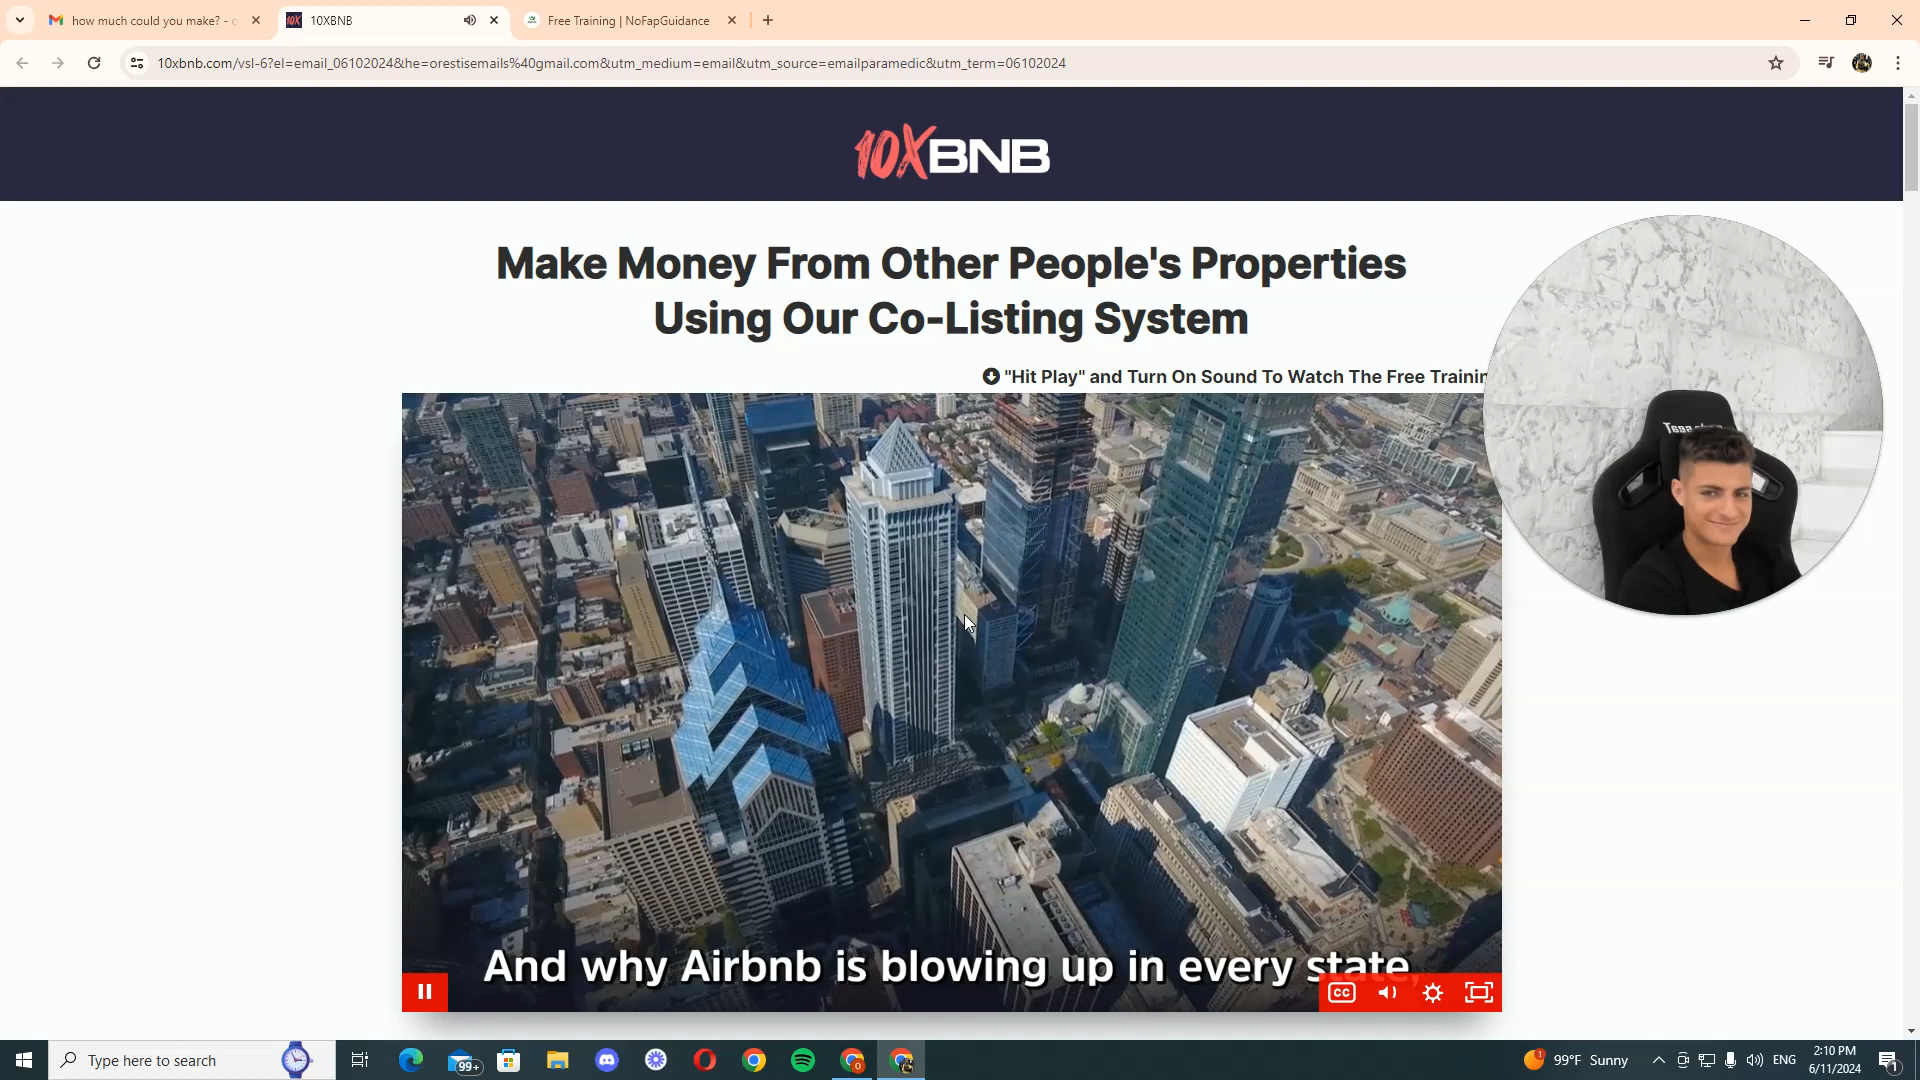 how much could you make? -
10XBNB
Free Training | NoFapGuidance
10xbnb.com/vsl-6?el=email_06102024&he=orestisemails%40gmail.com&utm_medium=email&utm_source=emailparamedic&utm_term=06102024
10XBNB
Make Money From Other People's Properties
Using Our Co-Listing System
"Hit Play" and Turn On Sound To Watch The Free Trainin
And why Airbnb is blowing up in every state,
CC
Type here to search
99+
1
99°F Sunny
ENG
2:10 PM
6/11/2024
1